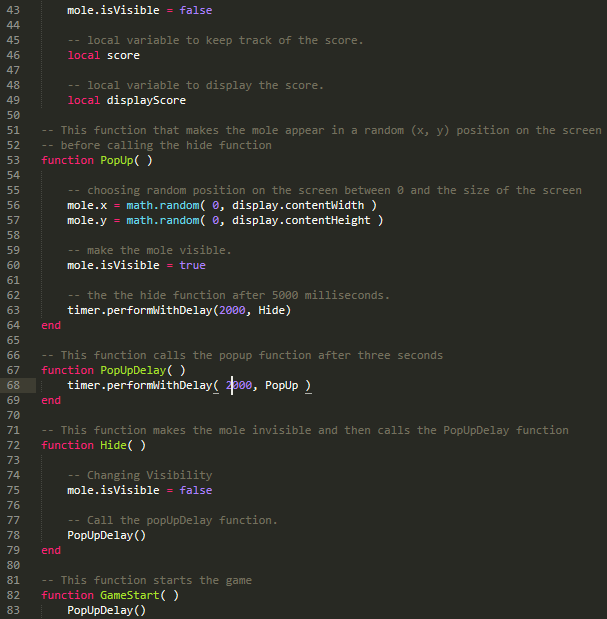 43 mole.isVisible = false
44
45 -- local variable to keep track of the score.
46 local score
47
48 -- local variable to display the score.
49 local displayScore
50
51 -- This function that makes the mole appear in a random (x, y) position on the screen
52 -- before calling the hide function
53 function PopUp( )
54
55 -- choosing random position on the screen between 0 and the size of the screen
56 mole.x = math.random( 0, display.contentWidth )
57 mole.y = math.random( 0, display.contentHeight )
58
59 -- make the mole visible.
60 mole.isVisible = true
61
62 -- the the hide function after 5000 milliseconds.
63 timer.performWithDelay(2000, Hide)
64 end
65
66 -- This function calls the popup function after three seconds
67 function PopUpDelay( )
68 timer.performWithDelay( 2000, PopUp )
69 end
70
71 -- This function makes the mole invisible and then calls the PopUpDelay function
72 function Hide( )
73
74 -- Changing Visibility
75 mole.isVisible = false
76
77 -- Call the popUpDelay function.
78 PopUpDelay()
79 end
80
81 -- This function starts the game
82 function GameStart( )
83 PopUpDelay()